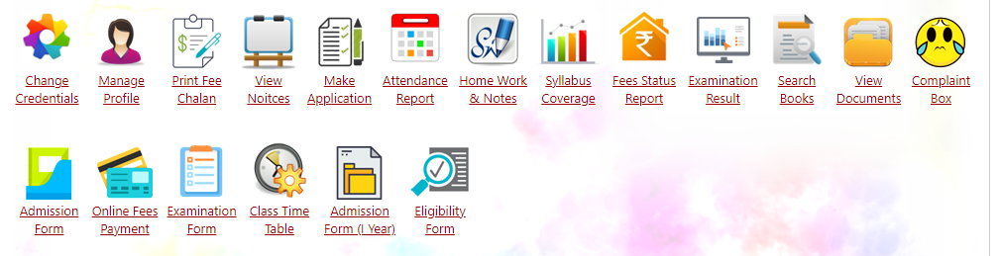 Change Credentials
Manage Profile
Print Fee Chalan
View Noitces
Make Application
Attendance Report
Home Work & Notes
Syllabus Coverage
Fees Status Report
Examination Result
Search Books
View Documents
Complaint Box
Admission Form
Online Fees Payment
Examination Form
Class Time Table
Admission Form (I Year)
Eligibility Form